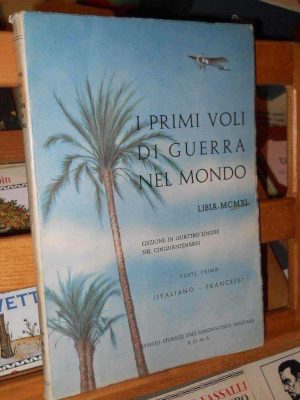 I PRIMI VOLI
DI GUERRA
NEL MONDO
LIBIA-MCMXI
EDIZIONE IN QUATTRO LINGUE
NEL CINQUANTENARIO
PARTE PRIMA
(ITALIANO - FRANCESE)
UFFICIO STORICO DELL'AERONAUTICA MILITARE
ROMA
VETT